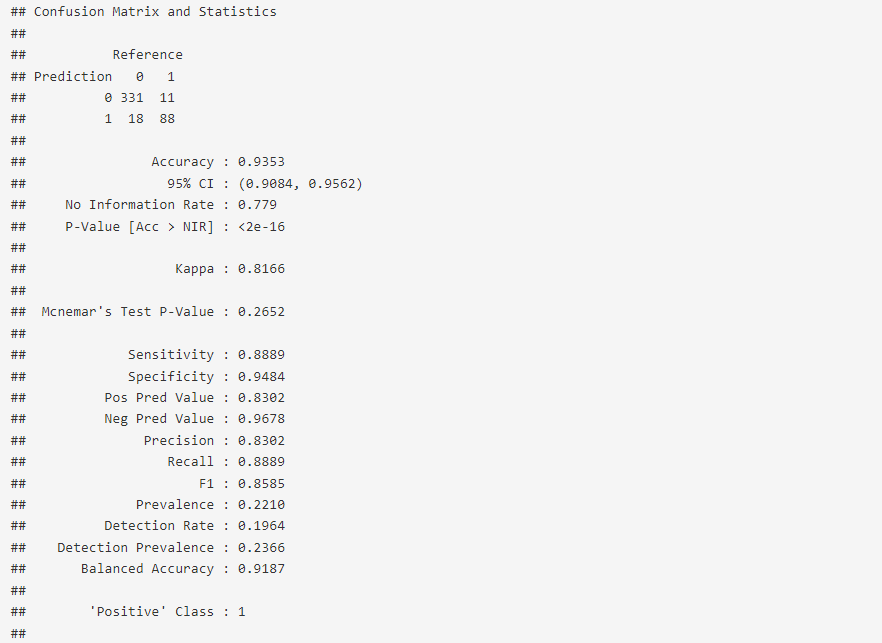 ## Confusion Matrix and Statistics
##
##           Reference
## Prediction   0   1
##          0 331  11
##          1  18  88
##
##                Accuracy : 0.9353
##                  95% CI : (0.9084, 0.9562)
##     No Information Rate : 0.779
##     P-Value [Acc > NIR] : <2e-16
##
##                   Kappa : 0.8166
##
##  Mcnemar's Test P-Value : 0.2652
##
##             Sensitivity : 0.8889
##             Specificity : 0.9484
##          Pos Pred Value : 0.8302
##          Neg Pred Value : 0.9678
##               Precision : 0.8302
##                  Recall : 0.8889
##                      F1 : 0.8585
##              Prevalence : 0.2210
##          Detection Rate : 0.1964
##    Detection Prevalence : 0.2366
##       Balanced Accuracy : 0.9187
##
##        'Positive' Class : 1
##